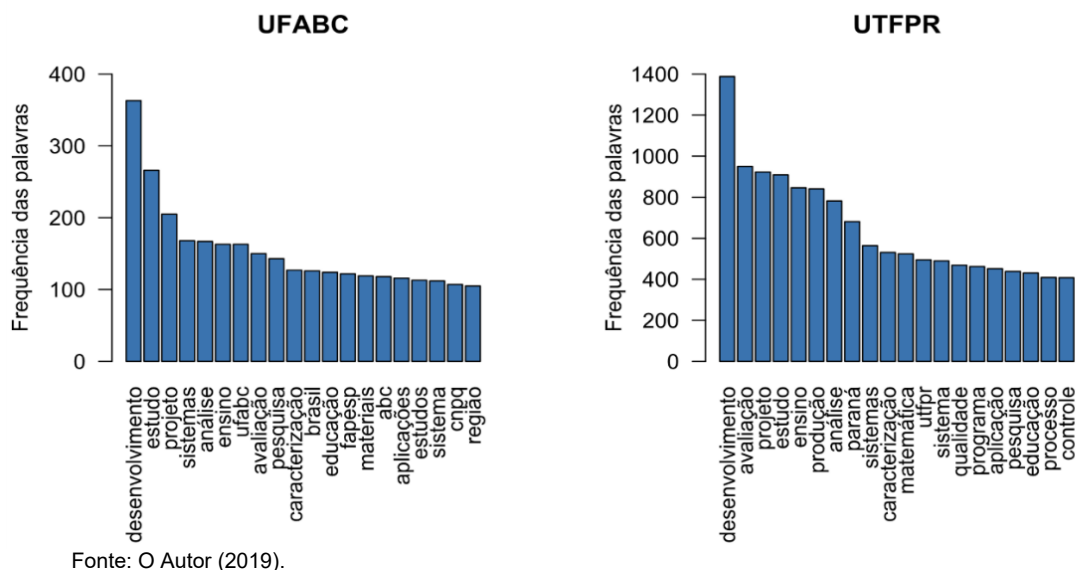 UFABC
Frequência das palavras
400
300
200
100
0
desenvolvimento
estudo
projeto
sistemas
análise
ensino
ufabc
avaliação
pesquisa
caracterização
brasil
educação
fapesp
materiais
abc
aplicações
estudos
sistema
cnpq
região
UTFPR
Frequência das palavras
1400
1200
1000
800
600
400
200
0
desenvolvimento
avaliação
projeto
estudo
ensino
produção
análise
paraná
sistemas
caracterização
matemática
utfpr
sistema
qualidade
programa
aplicação
pesquisa
educação
processo
controle
Fonte: O Autor (2019).